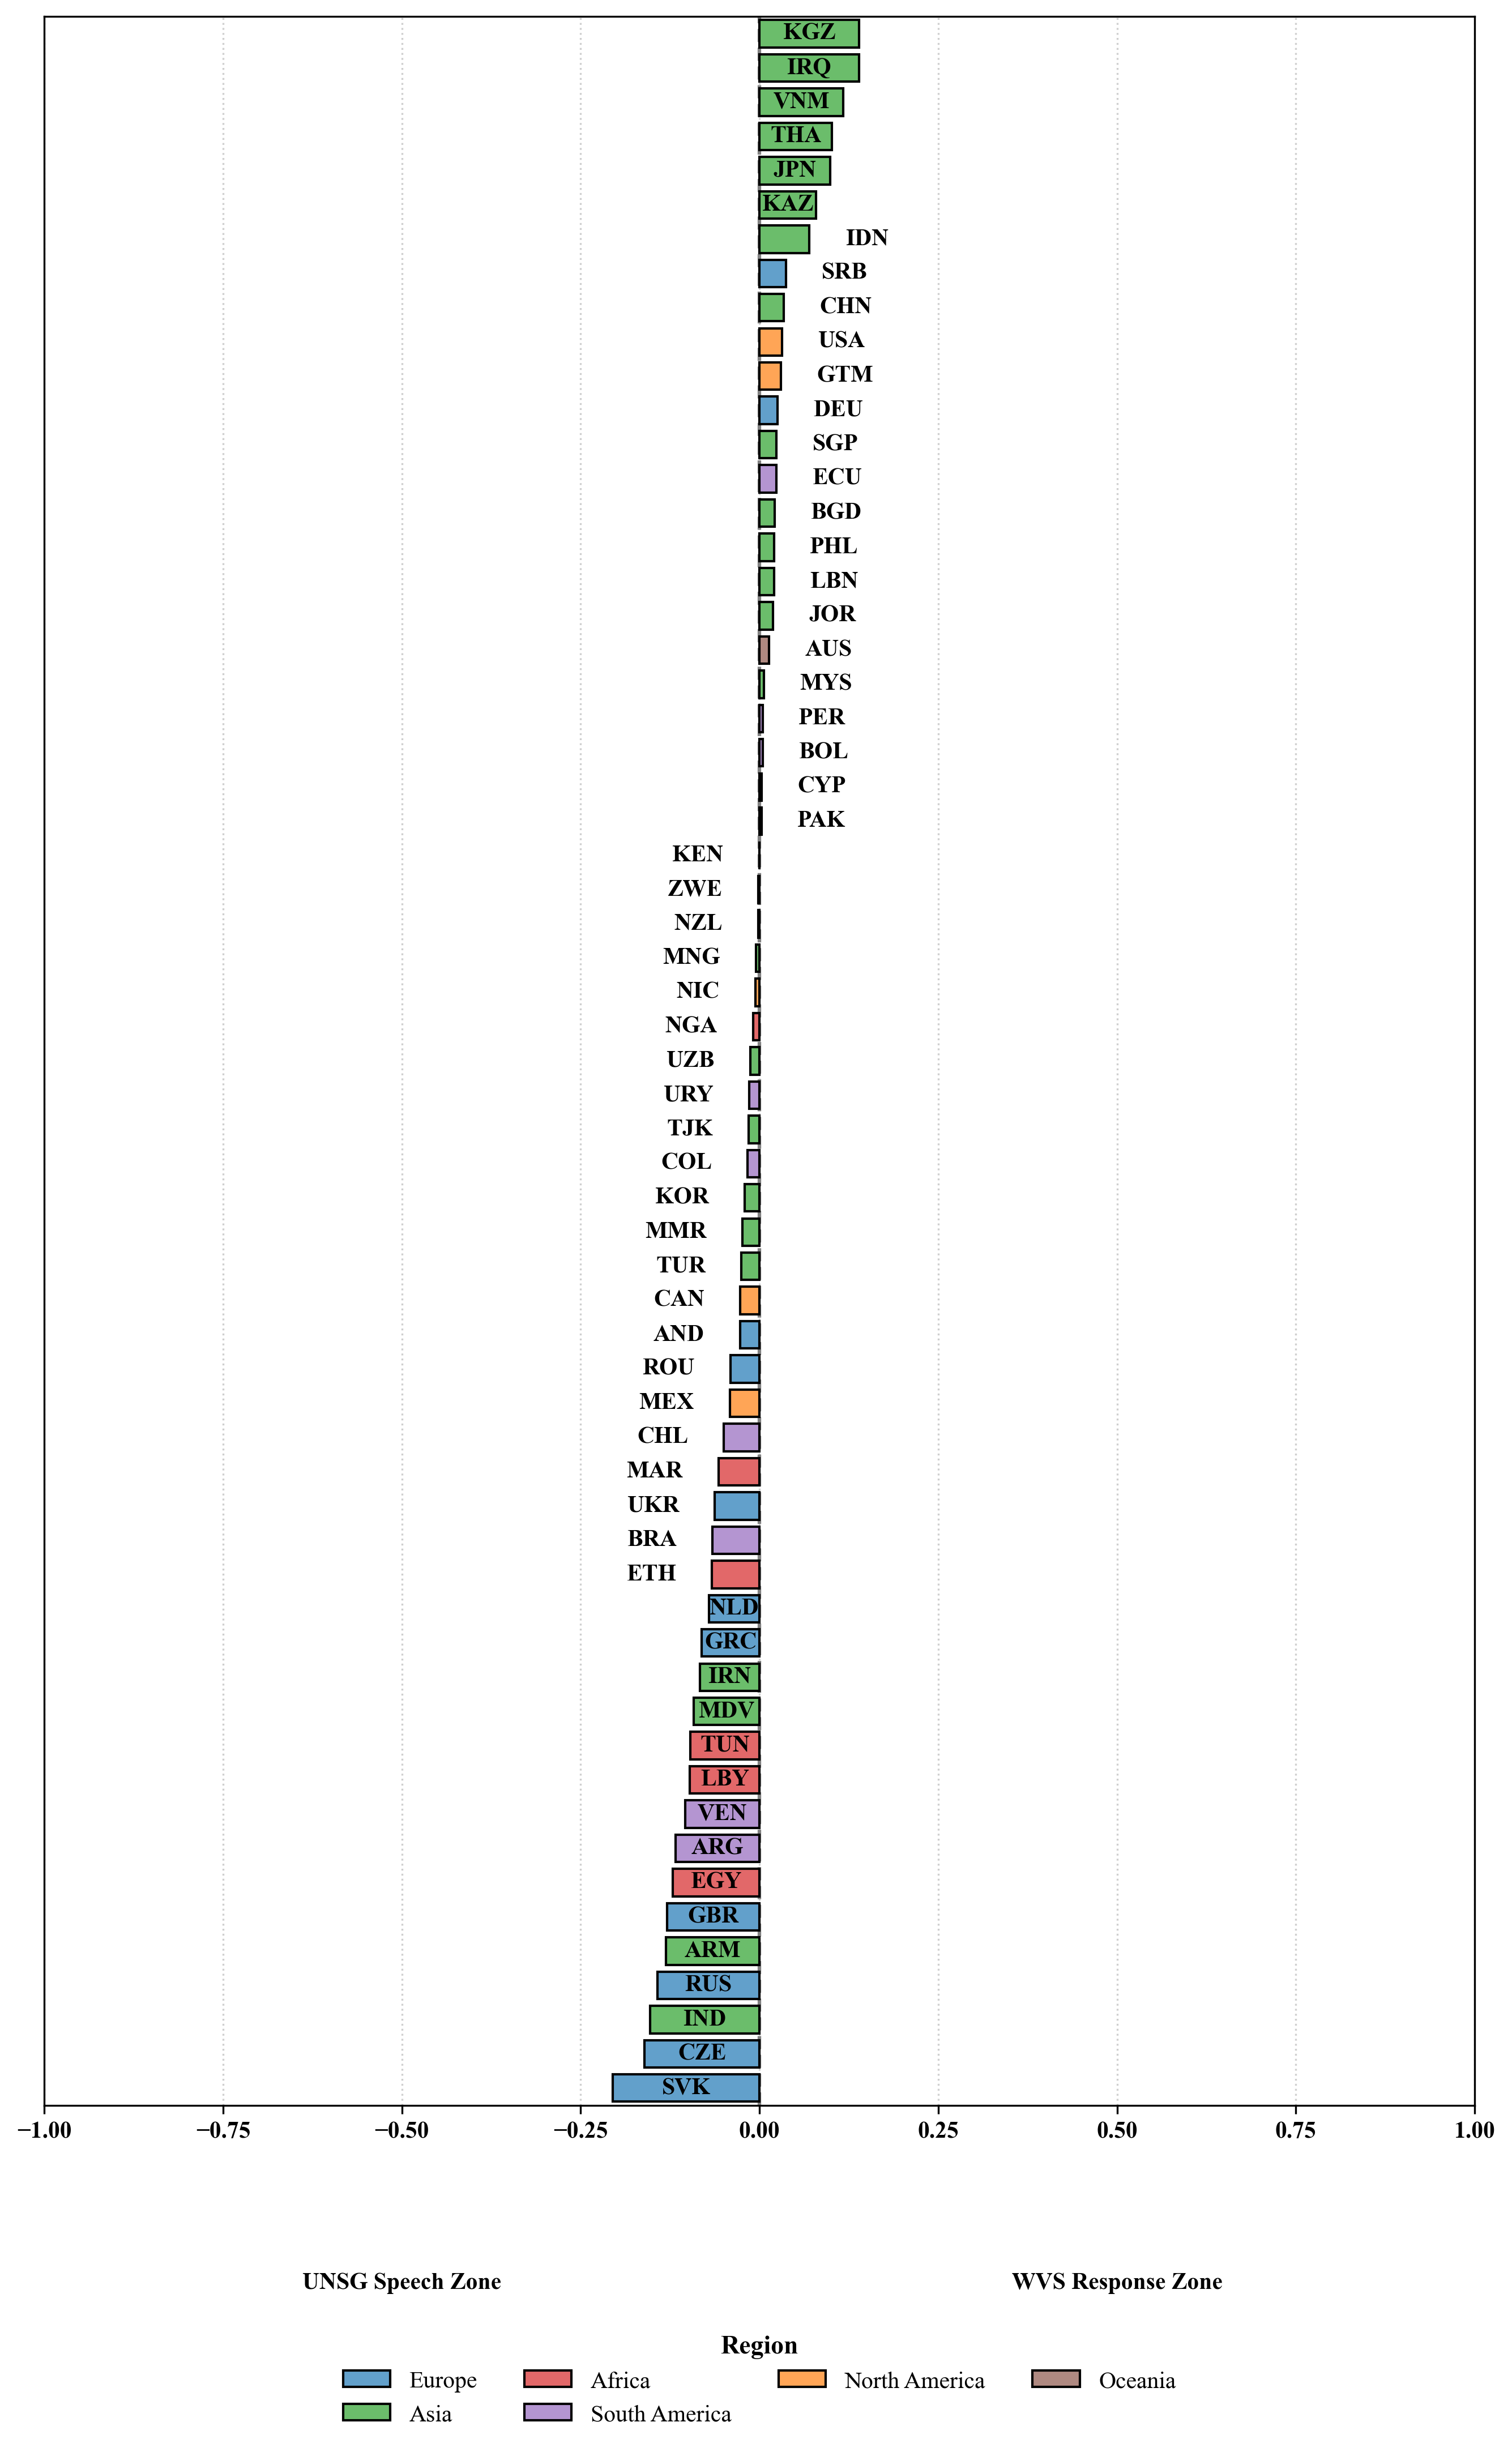 KGZ
IRQ
VNM
THA
JPN
KAZ
IDN
SRB
CHN
USA
GTM
DEU
SGP
ECU
BGD
PHL
LBN
JOR
AUS
MYS
PER
BOL
CYP
PAK
KEN
ZWE
NZL
MNG
NIC
NGA
UZB
URY
TJK
COL
KOR
MMR
TUR
CAN
AND
ROU
MEX
CHL
MAR
UKR
BRA
ETH
NLD
GRC
IRN
MDV
TUN
LBY
VEN
ARG
EGY
GBR
ARM
RUS
IND
CZE
SVK
−1.00 −0.75 −0.50 −0.25 0.00 0.25 0.50 0.75 1.00
UNSG Speech Zone WVS Response Zone
Region
Europe Africa North America Oceania
Asia South America